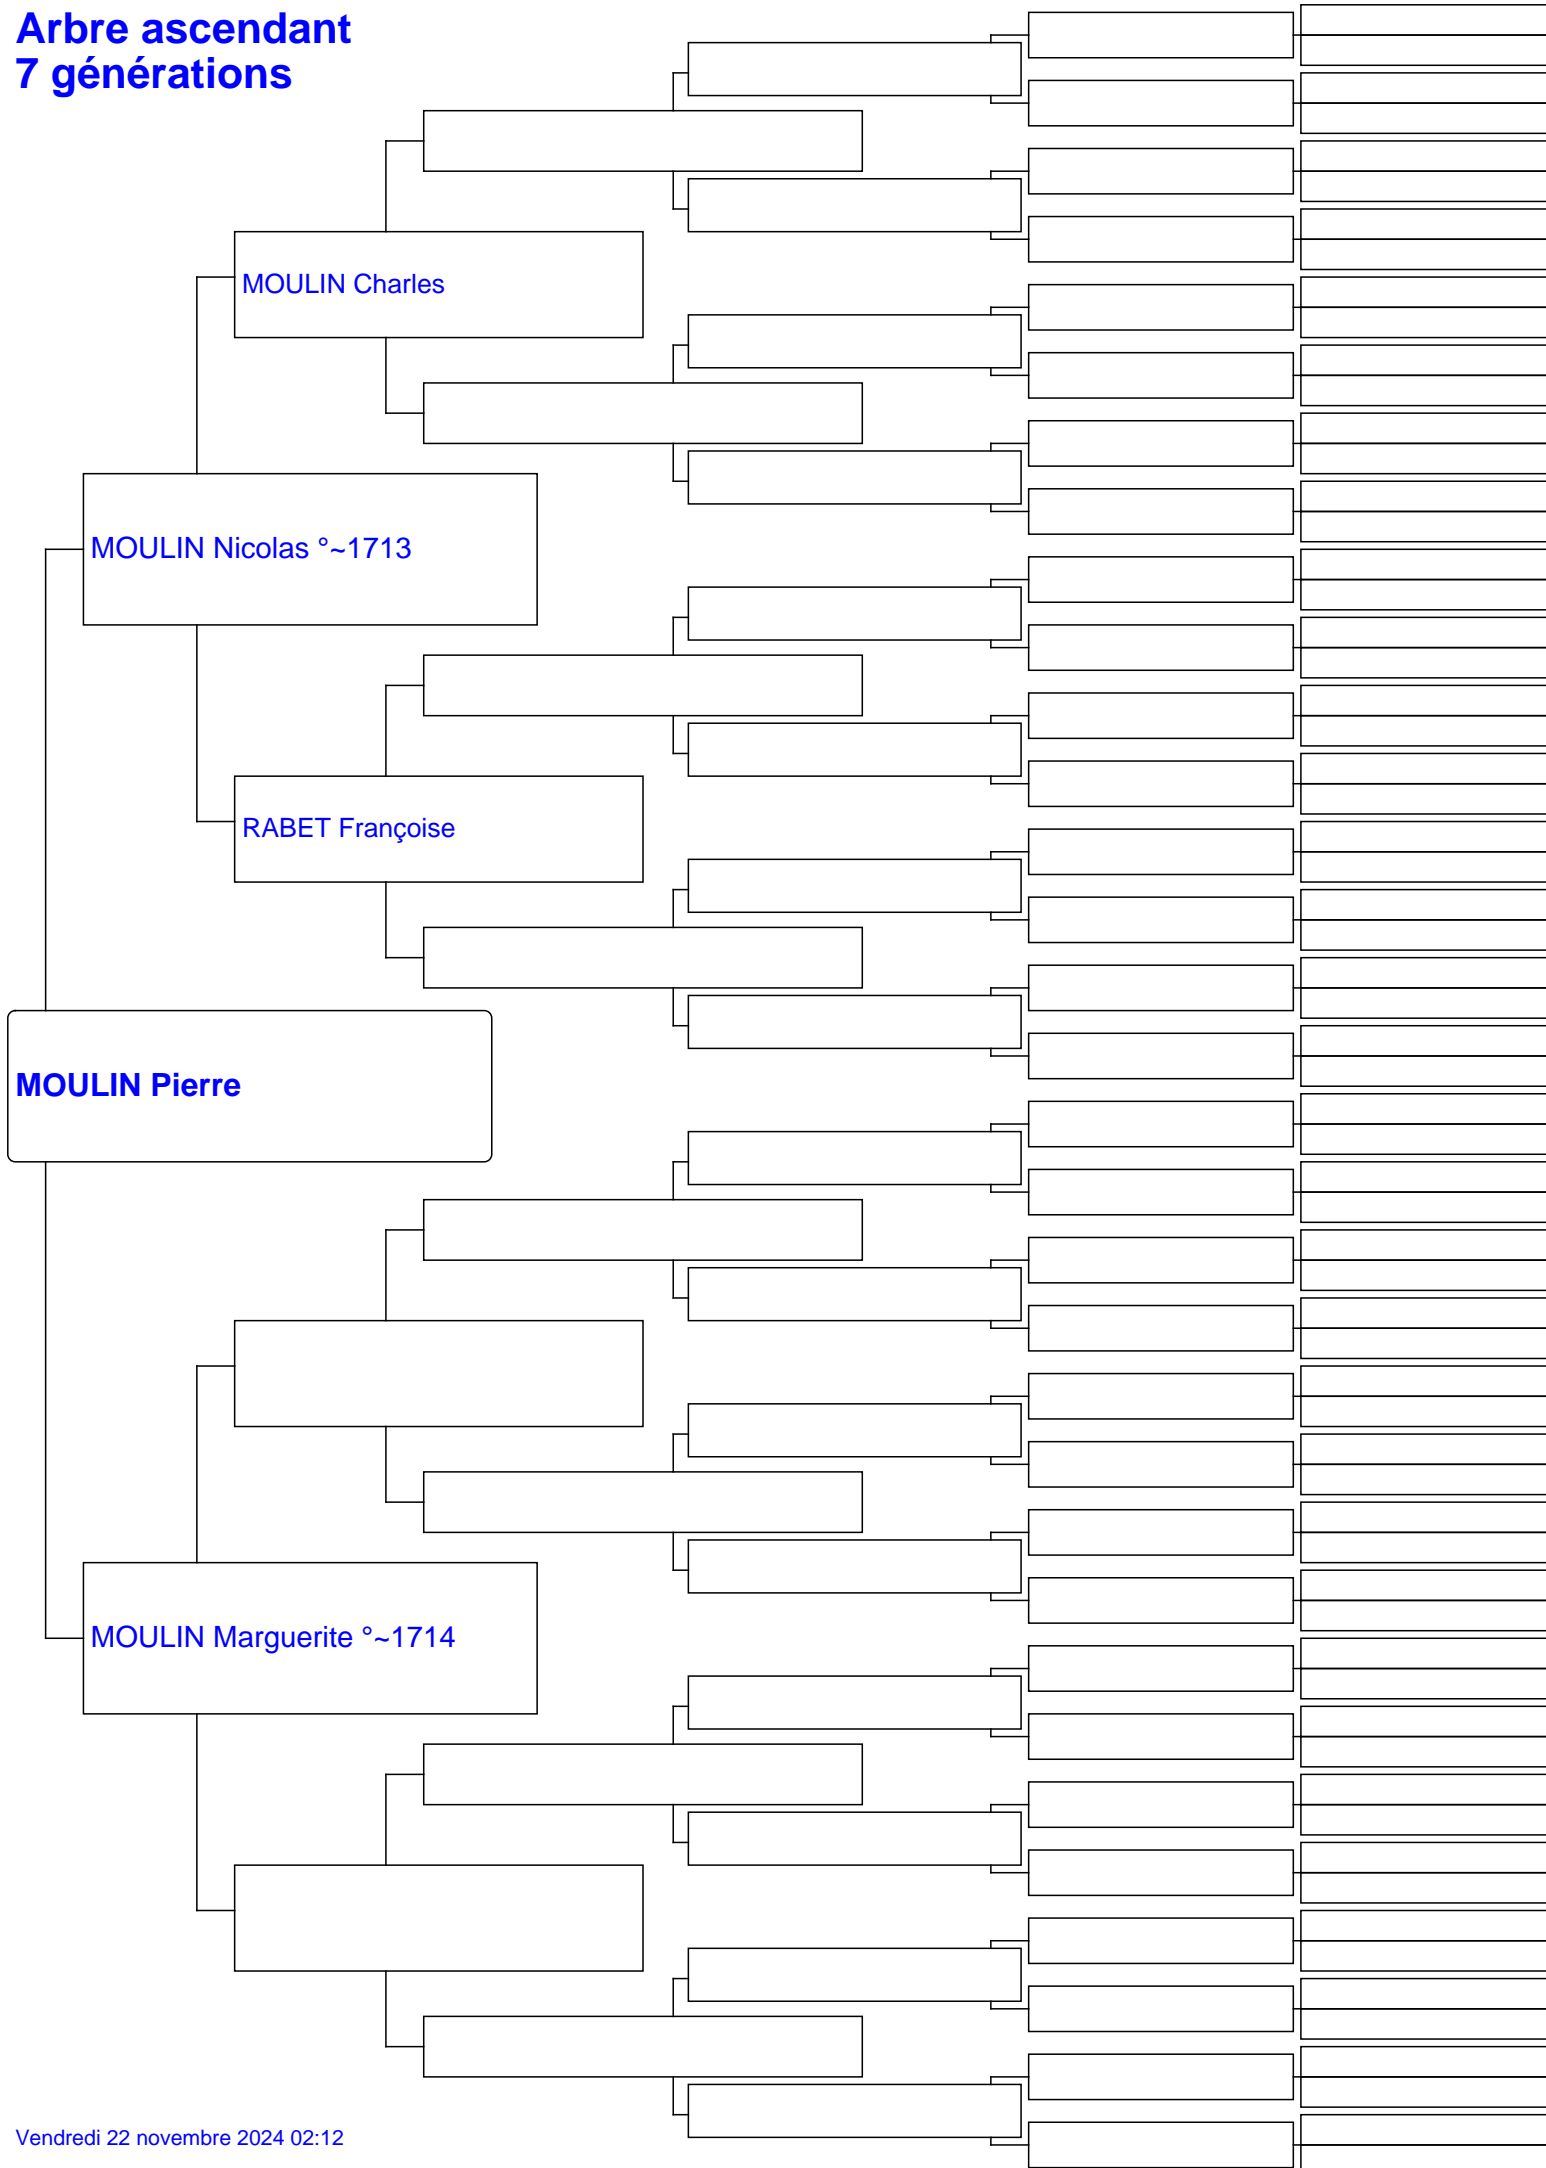 Arbre ascendant
7 générations
MOULIN Charles
MOULIN Nicolas °~1713
RABET Françoise
MOULIN Pierre
MOULIN Marguerite °~1714
Vendredi 22 novembre 2024 02:12